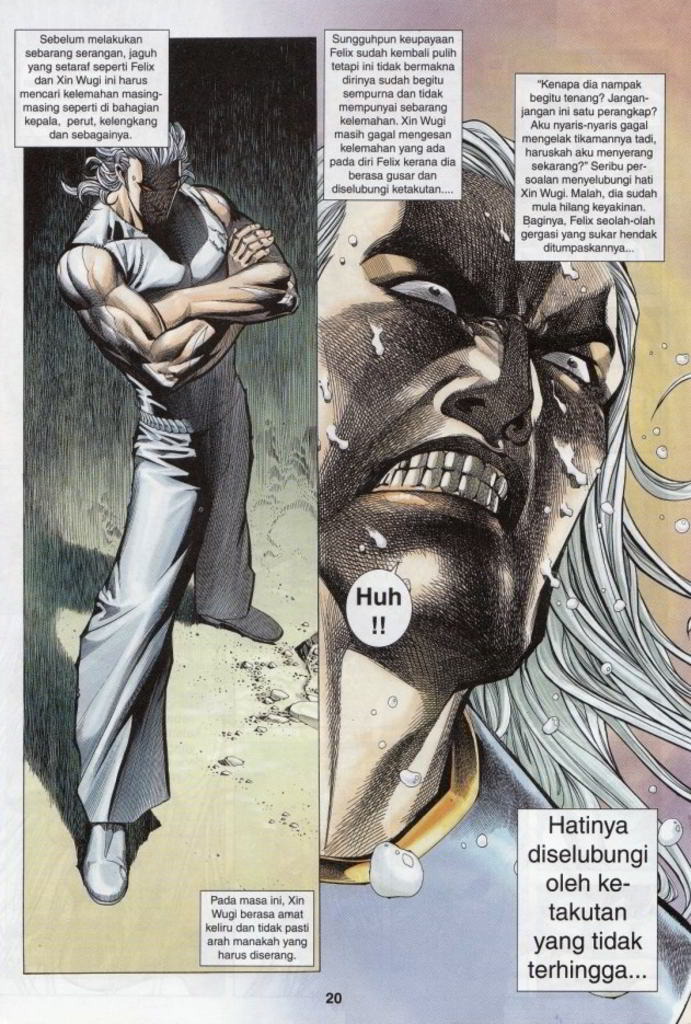 Sebelum melakukan
sebarang serangan, jaguh
yang setaraf seperti Felix
dan Xin Wugi ini harus
mencari kelemahan masing-
masing seperti di bahagian
kepala, perut, kelengkang
dan sebagainya.
Pada masa ini, Xin
Wugi berasa amat
keliru dan tidak pasti
arah manakah yang
harus diserang.
Sungguhpun keupayaan
Felix sudah kembali pulih
tetapi ini tidak bermakna
dirinya sudah begitu
sempurna dan tidak
mempunyai sebarang
kelemahan. Xin Wugi
masih gagal mengesan
kelemahan yang ada
pada diri Felix kerana dia
berasa gusar dan
diselubungi ketakutan....
"Kenapa dia nampak
begitu tenang? Jangan-
jangan ini satu perangkap?
Aku nyaris-nyaris gagal
mengelak tikamannya tadi,
haruskah aku menyerang
sekarang?" Seribu per-
soalan menyelubungi hati
Xin Wugi. Malah, dia sudah
mula hilang keyakinan.
Baginya, Felix seolah-olah
gergasi yang sukar hendak
ditumpaskannya...
Huh
!!
Hatinya
diselubungi
oleh ke-
takutan
yang tidak
terhingga...
20